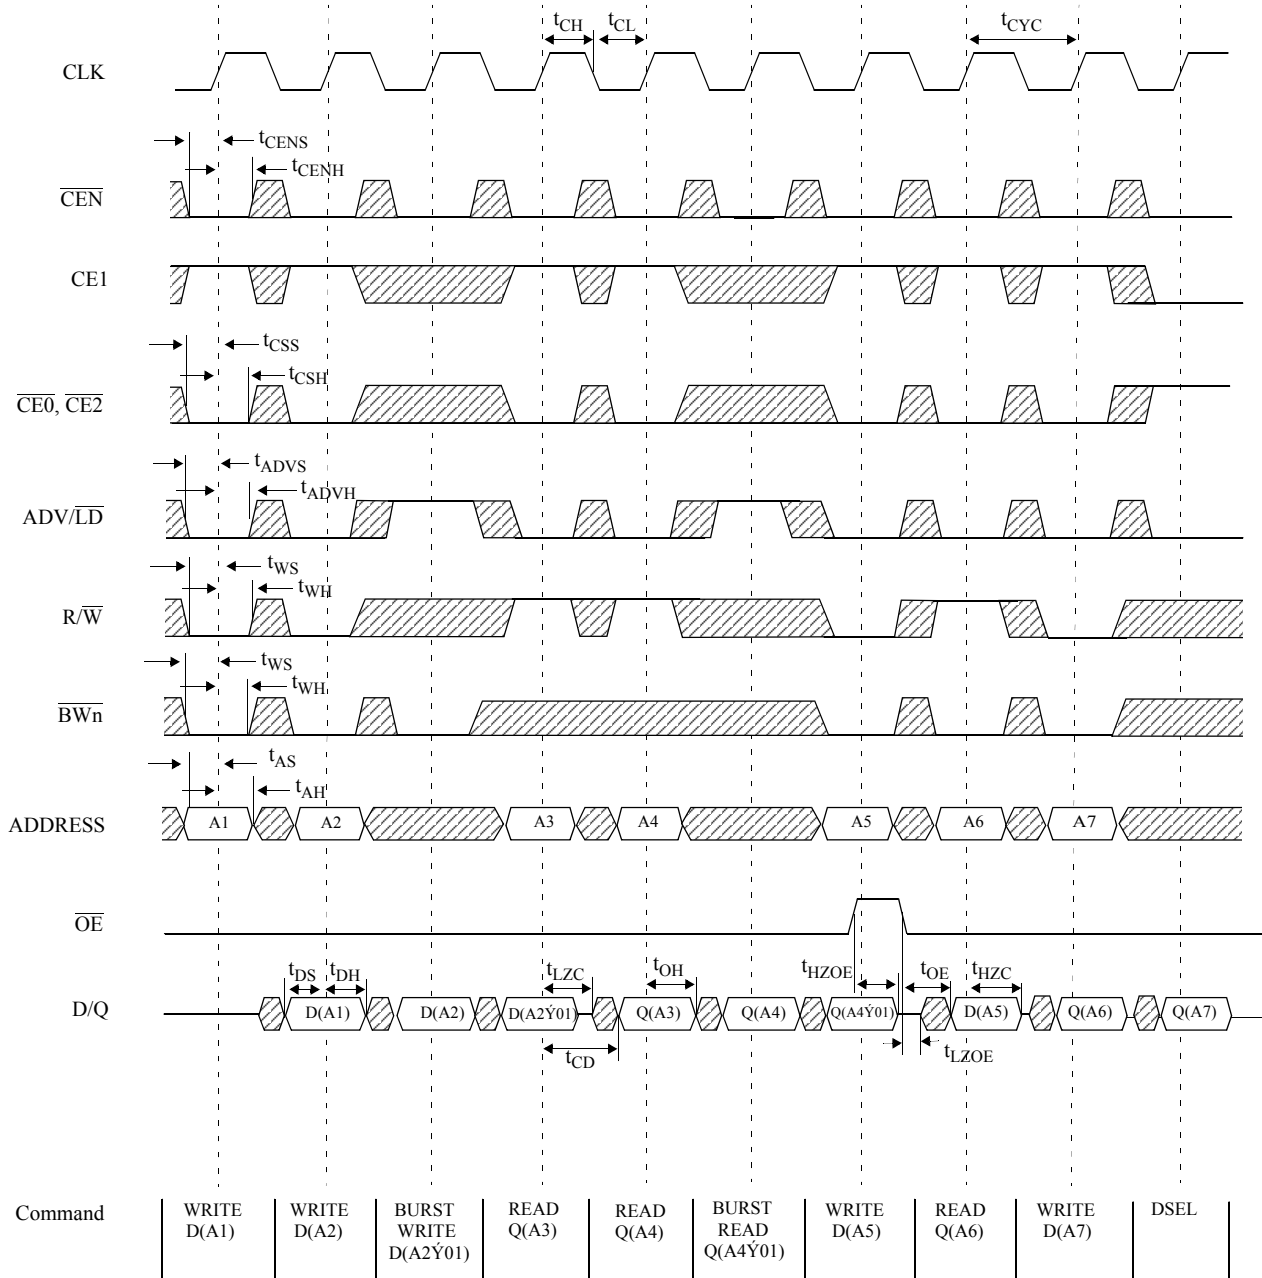 tCH tCL tCYC
CLK
tCENS
tCENH
CEN
CE1
tCSS
tCSH
CE0, CE2
tADVS
tADVH
ADV/LD
tWS
tWH
R/W
tWS
tWH
BWn
tAS
tAH
ADDRESS A1 A2 A3 A4 A5 A6 A7
OE
tDS tDH tLZC tOH tHZOE tOE tHZC
D/Q D(A1) D(A2) D(A2Ý01) Q(A3) Q(A4) Q(A4Ý01) D(A5) Q(A6) Q(A7)
tCD tLZOE
Command
WRITE
D(A1)
WRITE
D(A2)
BURST
WRITE
D(A2Ý01)
READ
Q(A3)
READ
Q(A4)
BURST
READ
Q(A4Ý01)
WRITE
D(A5)
READ
Q(A6)
WRITE
D(A7)
DSEL